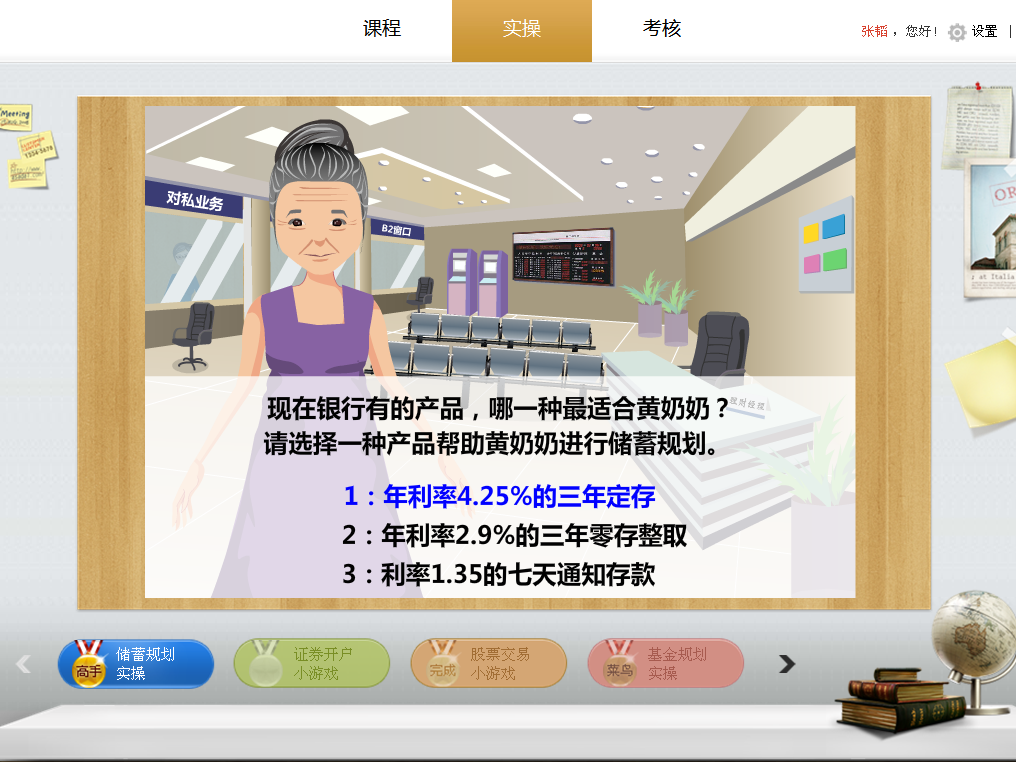 课程
实操
考核
张韬，您好！ 设置 |
Meeting
对私业务
B2窗口
现在银行有的产品，哪一种最适合黄奶奶？
请选择一种产品帮助黄奶奶进行储蓄规划。
1：年利率4.25%的三年定存
2：年利率2.9%的三年零存整取
3：利率1.35的七天通知存款
理财经理
高手
储蓄规划
实操
证券开户
小游戏
完成
股票交易
小游戏
菜鸟
基金规划
实操